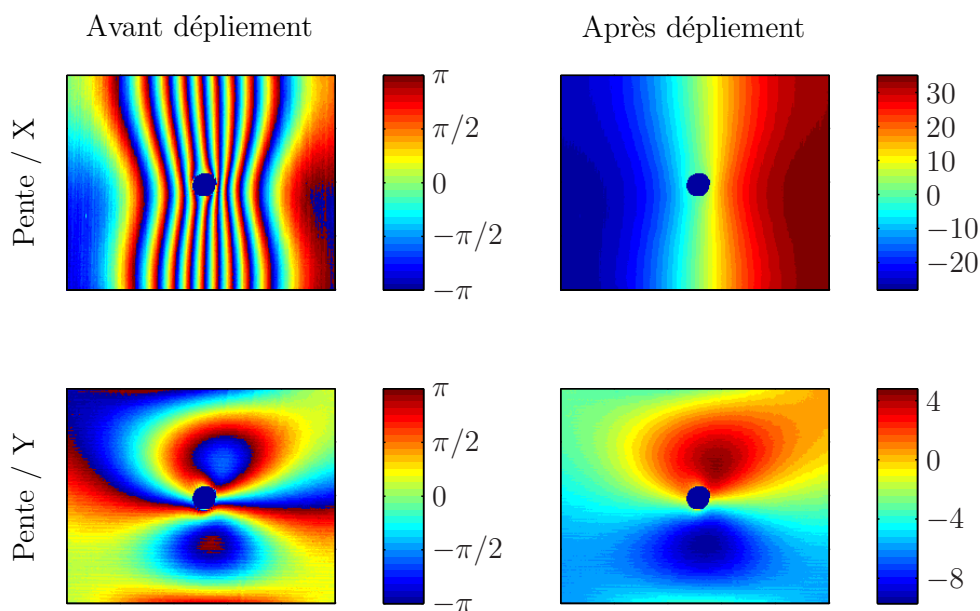 Avant dépliement
Après dépliement
Pente / X
π
π/2
0
−π/2
−π
30
20
10
0
−10
−20
Pente / Y
π
π/2
0
−π/2
−π
4
0
−4
−8